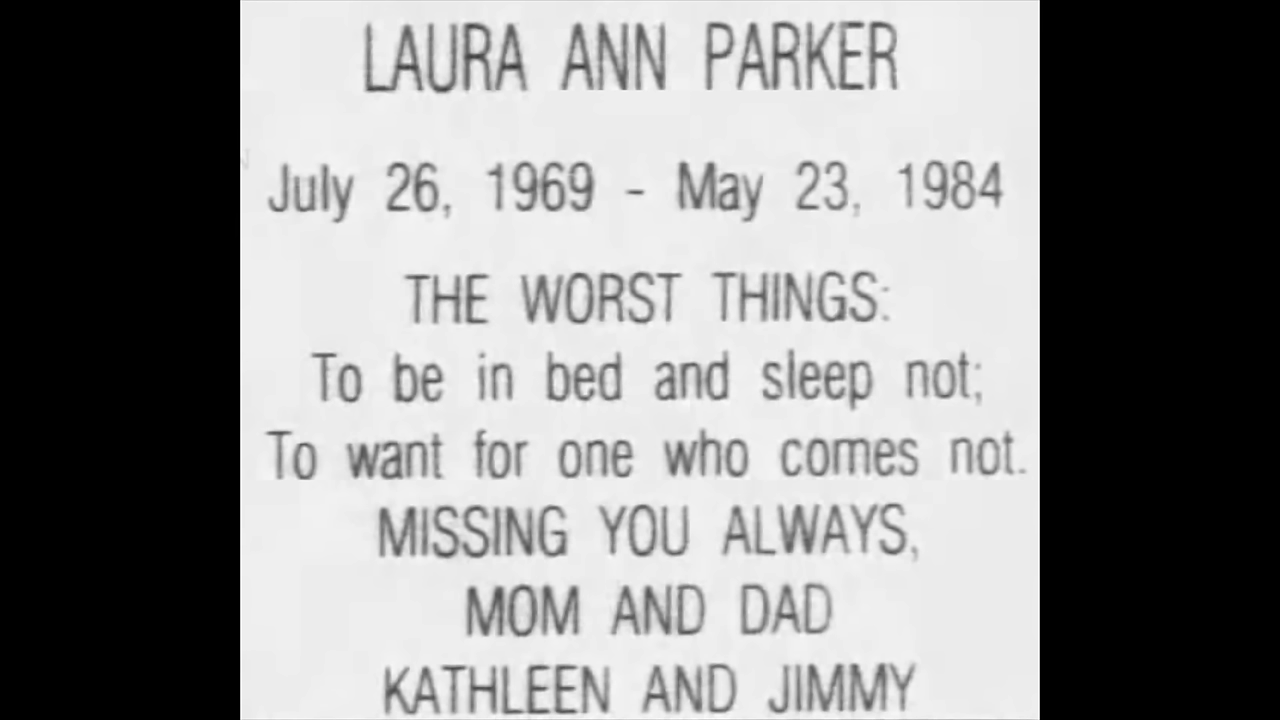 LAURA ANN PARKER
July 26, 1969 - May 23, 1984
THE WORST THINGS:
To be in bed and sleep not;
To want for one who comes not.
MISSING YOU ALWAYS,
MOM AND DAD
KATHLEEN AND JIMMY